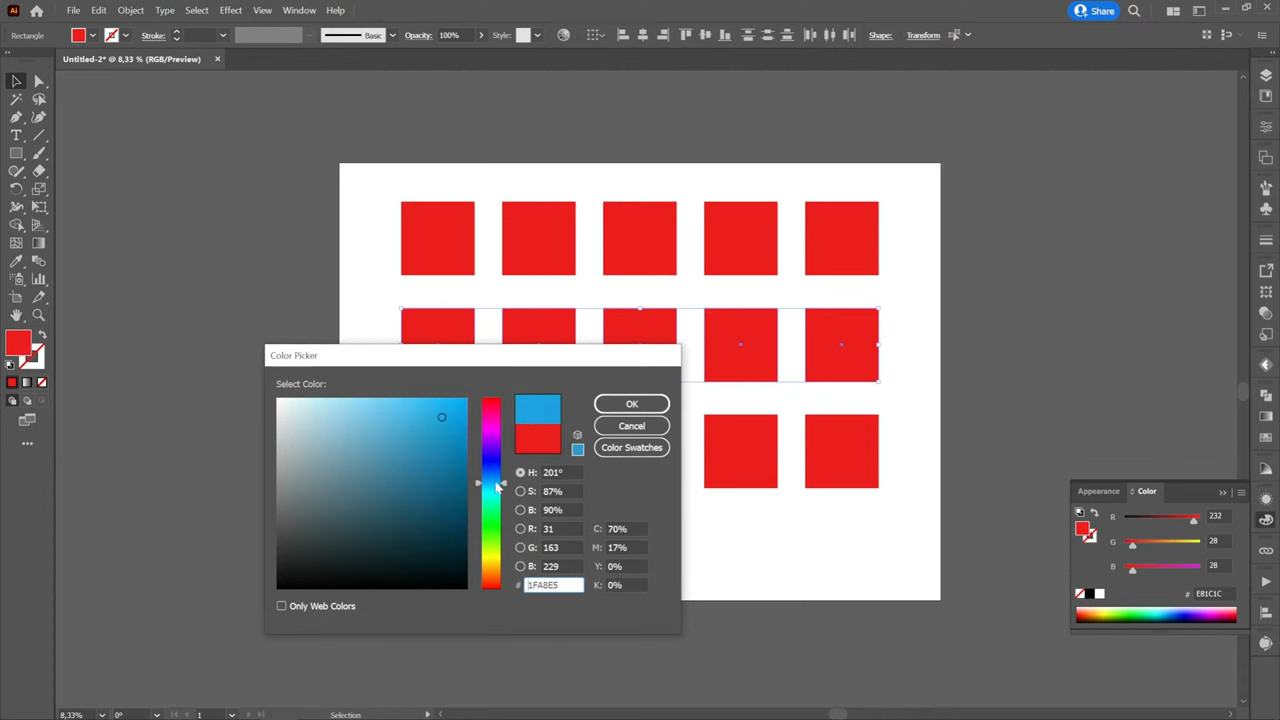 Ai File Edit Object Type Select Effect View Window Help Share
Rectangle Stroke: Basic Opacity: 100% Style: Shape: Transform
Untitled-2* @ 8,33 % (RGB/Preview) ×
Color Picker
Select Color:
OK
Cancel
Color Swatches
H: 201°
S: 87%
B: 90%
R: 31 C: 70%
G: 163 M: 17%
B: 229 Y: 0%
# 1FA8E5 K: 0%
Only Web Colors
Appearance Color
R 232
G 28
B 28
# E81C1C
8,33% 0° 1 Selection